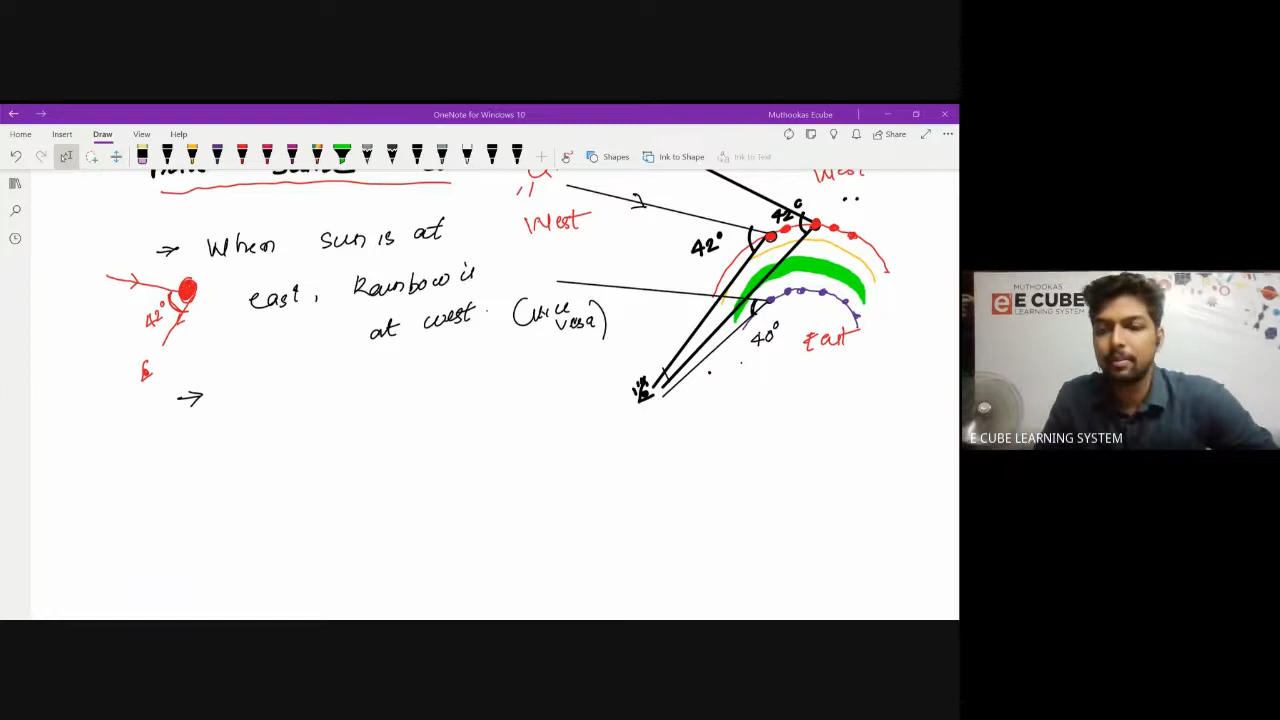 OneNote for Windows 10
Muthookas Ecube
Home Insert Draw View Help
Share
Shapes
Ink to Shape
Ink to Text
West
West
→ When sun is at
east, Rainbow is
at west. (vice
versa)
42°
→
42°
42°
40°
East
MUTHOOKAS
E CUBE
LEARNING SYSTEM
E CUBE LEARNING SYSTEM